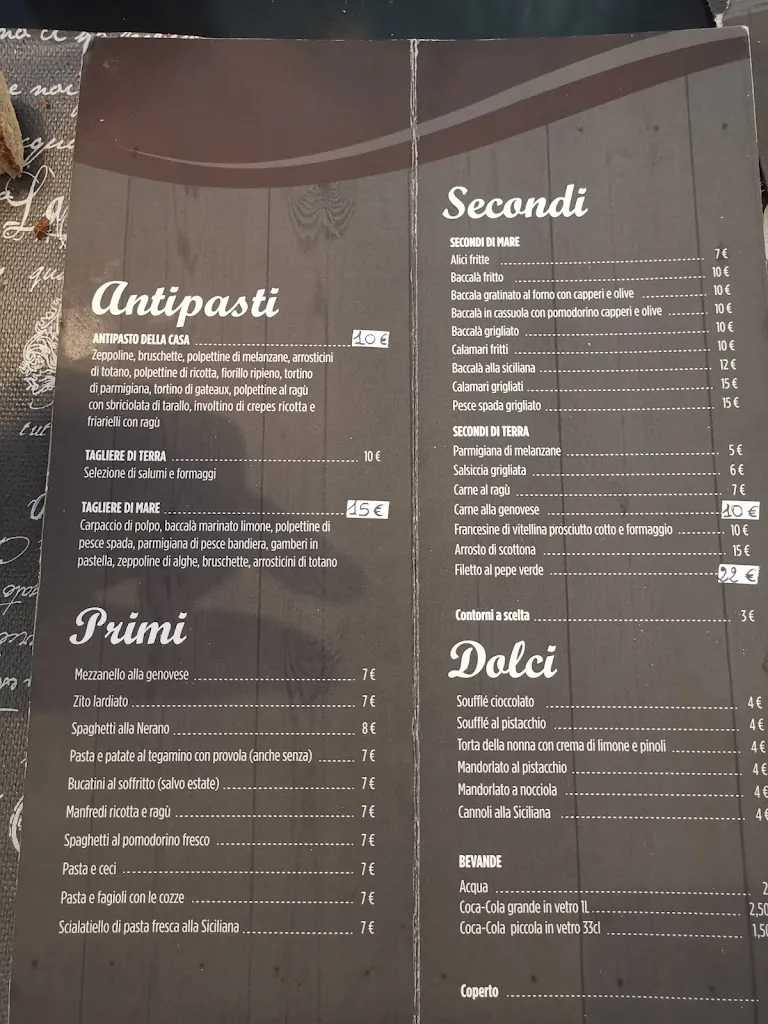 Antipasti
ANTIPASTO DELLA CASA 10 €
Zeppoline, bruschette, polpettine di melanzane, arrosticini
di totano, polpettine di ricotta, fiorillo ripieno, tortino
di parmigiana, tortino di gateaux, polpettine al ragù
con sbriciolata di tarallo, involtino di crepes ricotta e
friarielli con ragù
TAGLIERE DI TERRA 10 €
Selezione di salumi e formaggi
TAGLIERE DI MARE 15 €
Carpaccio di polpo, baccalà marinato limone, polpettine di
pesce spada, parmigiana di pesce bandiera, gamberi in
pastella, zeppoline di alghe, bruschette, arrosticini di totano
Primi
Mezzanello alla genovese 7 €
Zito lardiato 7 €
Spaghetti alla Nerano 8 €
Pasta e patate al tegamino con provola (anche senza) 7 €
Bucatini al soffritto (salvo estate) 7 €
Manfredi ricotta e ragù 7 €
Spaghetti al pomodorino fresco 7 €
Pasta e ceci 7 €
Pasta e fagioli con le cozze 7 €
Scialatiello di pasta fresca alla Siciliana 7 €
Secondi
SECONDI DI MARE
Alici fritte 7 €
Baccalà fritto 10 €
Baccala gratinato al forno con capperi e olive 10 €
Baccalà in cassuola con pomodorino capperi e olive 10 €
Baccalà grigliato 10 €
Calamari fritti 10 €
Baccalà alla siciliana 12 €
Calamari grigliati 15 €
Pesce spada grigliato 15 €
SECONDI DI TERRA
Parmigiana di melanzane 5 €
Salsiccia grigliata 6 €
Carne al ragù 7 €
Carne alla genovese 10 €
Francesine di vitellina prosciutto cotto e formaggio 10 €
Arrosto di scottona 15 €
Filetto al pepe verde 22 €
Contorni a scelta 3 €
Dolci
Soufflé cioccolato 4 €
Soufflé al pistacchio 4 €
Torta della nonna con crema di limone e pinoli 4 €
Mandorlato al pistacchio 4 €
Mandorlato a nocciola 4 €
Cannoli alla Siciliana 4 €
BEVANDE
Acqua 2
Coca-Cola grande in vetro 1L 2,50
Coca-Cola piccola in vetro 33cl 1,50
Coperto